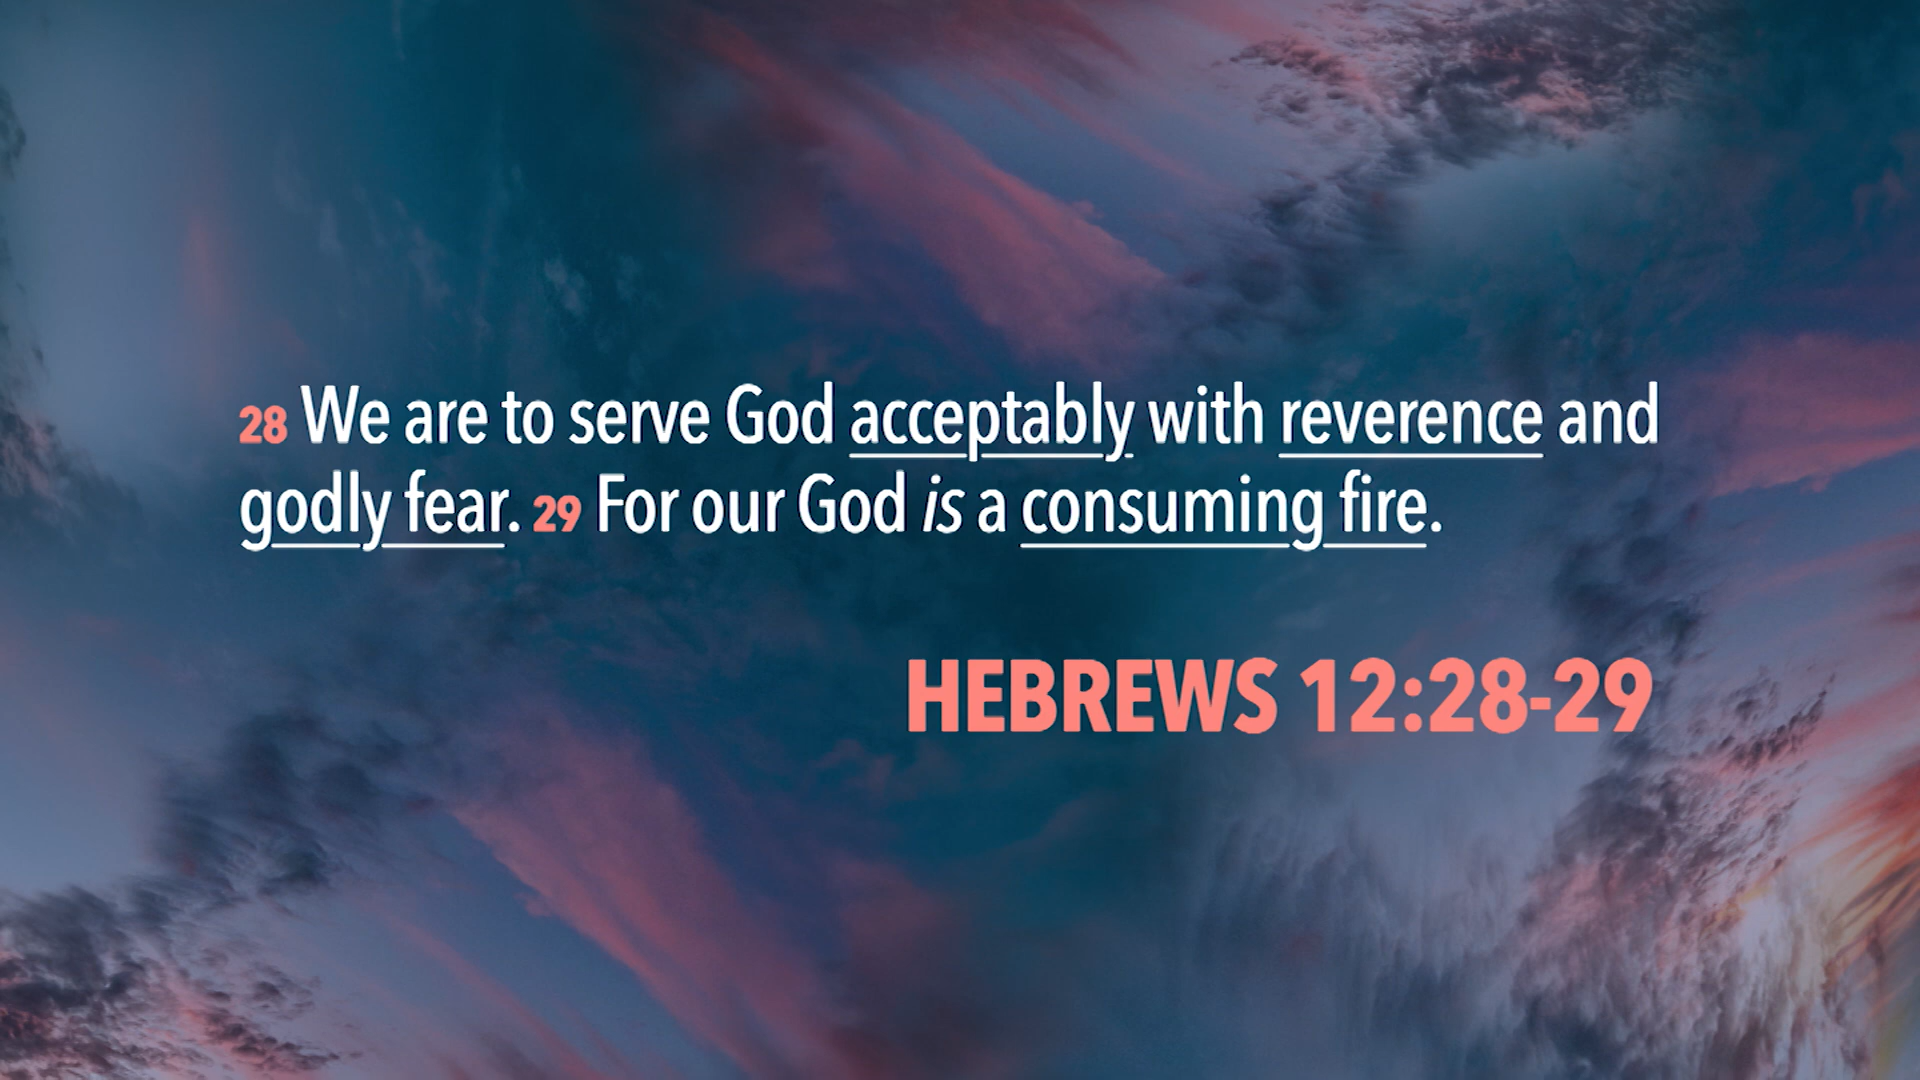 28 We are to serve God acceptably with reverence and
godly fear. 29 For our God is a consuming fire.
HEBREWS 12:28-29